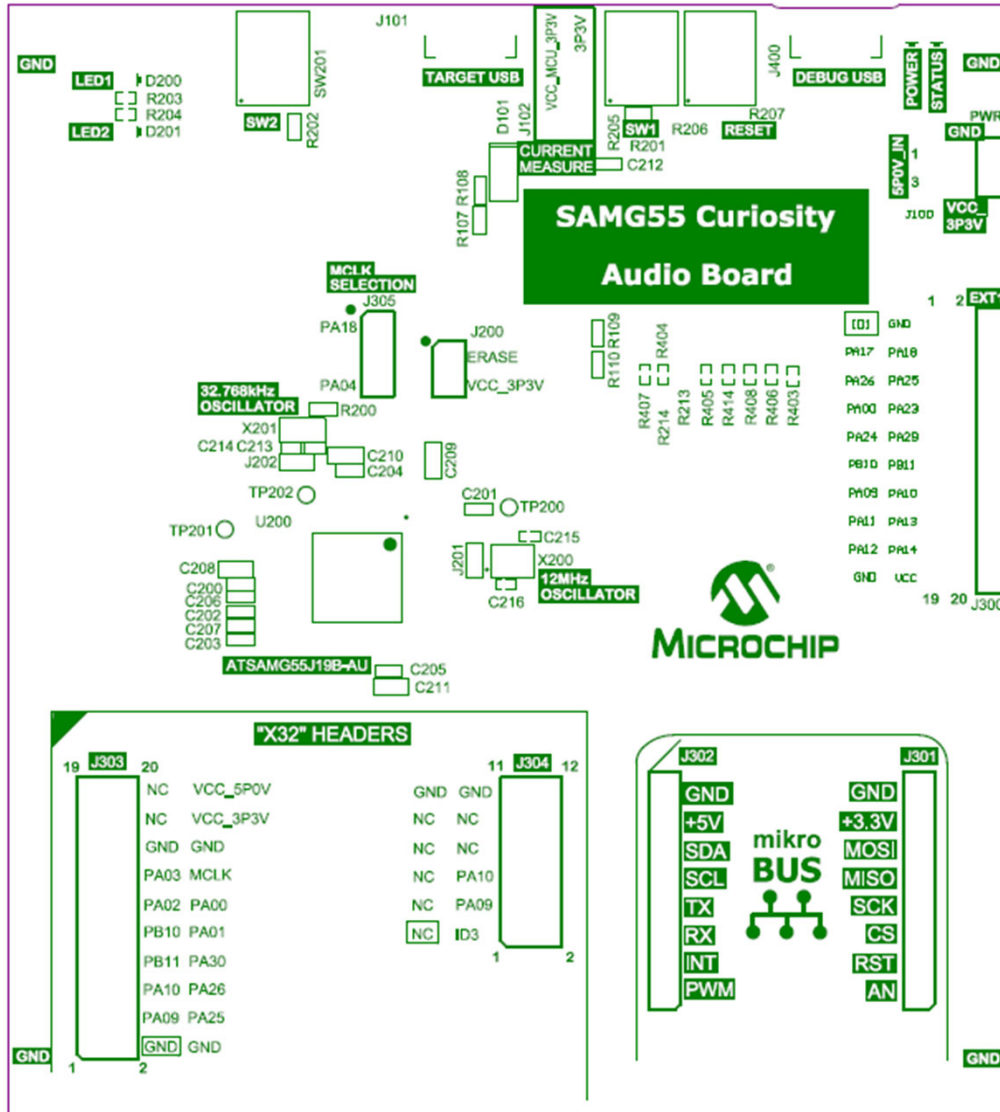 J101
GND
LED1
D200
R203
R204
LED2
D201
SW201
SW2
R202
TARGET USB
D101
J102
VCC_MCU_3P3V
3P3V
CURRENT
MEASURE
R205
SW1
R201
R206
R207
RESET
C212
J400
DEBUG USB
POWER
STATUS
GND
PWR
GND
5P0V_IN
1
3
J100
VCC_
3P3V
R108
R107
SAMG55 Curiosity
Audio Board
MCLK
SELECTION
J305
PA18
PA04
J200
ERASE
VCC_3P3V
R109
R110
R404
R407
R214
R213
R405
R414
R408
R406
R403
1 2 EXT1
ID1 GND
PA17 PA18
PA26 PA25
PA00 PA23
PA24 PA29
PB10 PB11
PA09 PA10
PA11 PA13
PA12 PA14
GND VCC
19 20 J300
32.768kHz
OSCILLATOR
R200
X201
C214 C213
J202
C210
C204
C209
TP202
TP201
U200
C201
TP200
C215
J201
X200
C216
12MHz
OSCILLATOR
C208
C200
C206
C202
C207
C203
ATSAMG55J19B-AU
C205
C211
®
MICROCHIP
"X32" HEADERS
19 J303 20
NC VCC_5P0V
NC VCC_3P3V
GND GND
PA03 MCLK
PA02 PA00
PB10 PA01
PB11 PA30
PA10 PA26
PA09 PA25
GND GND
1 2
11 J304 12
GND GND
NC NC
NC NC
NC PA10
NC PA09
NC ID3
1 2
J302
GND
+5V
SDA
SCL
TX
RX
INT
PWM
mikro
BUS
J301
GND
+3.3V
MOSI
MISO
SCK
CS
RST
AN
GND
GND